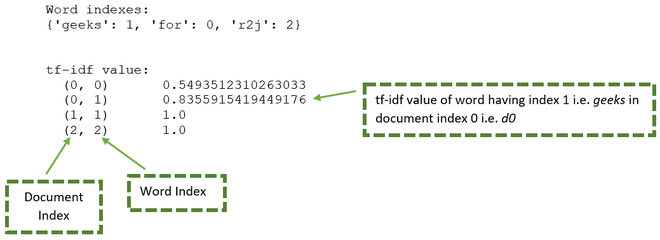 Word indexes:
{'geeks': 1, 'for': 0, 'r2j': 2}
tf-idf value:
(0, 0) 0.5493512310263033
(0, 1) 0.8355915419449176
(1, 1) 1.0
(2, 2) 1.0
tf-idf value of word having index 1 i.e. geeks in
document index 0 i.e. d0
Document
Index
Word Index